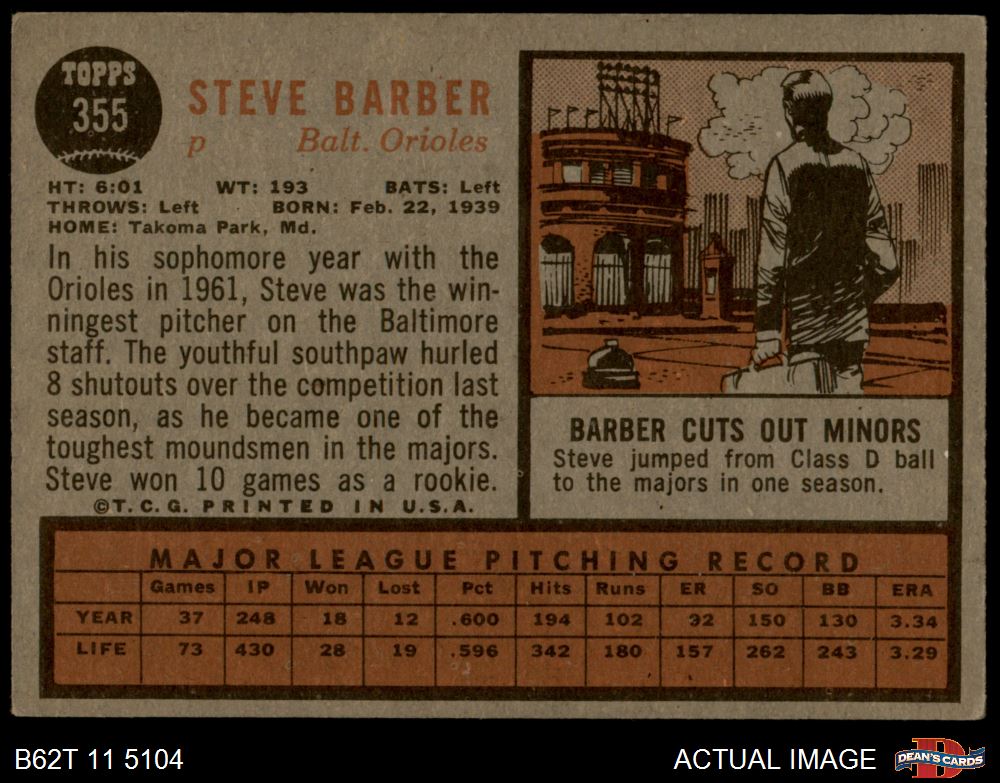 TOPPS
355
STEVE BARBER
p Balt. Orioles
HT: 6:01 WT: 193 BATS: Left
THROWS: Left BORN: Feb. 22, 1939
HOME: Takoma Park, Md.
In his sophomore year with the
Orioles in 1961, Steve was the win-
ningest pitcher on the Baltimore
staff. The youthful southpaw hurled
8 shutouts over the competition last
season, as he became one of the
toughest moundsmen in the majors.
Steve won 10 games as a rookie.
©T.C.G. PRINTED IN U.S.A.
BARBER CUTS OUT MINORS
Steve jumped from Class D ball
to the majors in one season.
MAJOR LEAGUE PITCHING RECORD
Games IP Won Lost Pct Hits Runs ER SO BB ERA
YEAR 37 248 18 12 .600 194 102 92 150 130 3.34
LIFE 73 430 28 19 .596 342 180 157 262 243 3.29
B62T 11 5104 ACTUAL IMAGE
DEAN'S CARDS